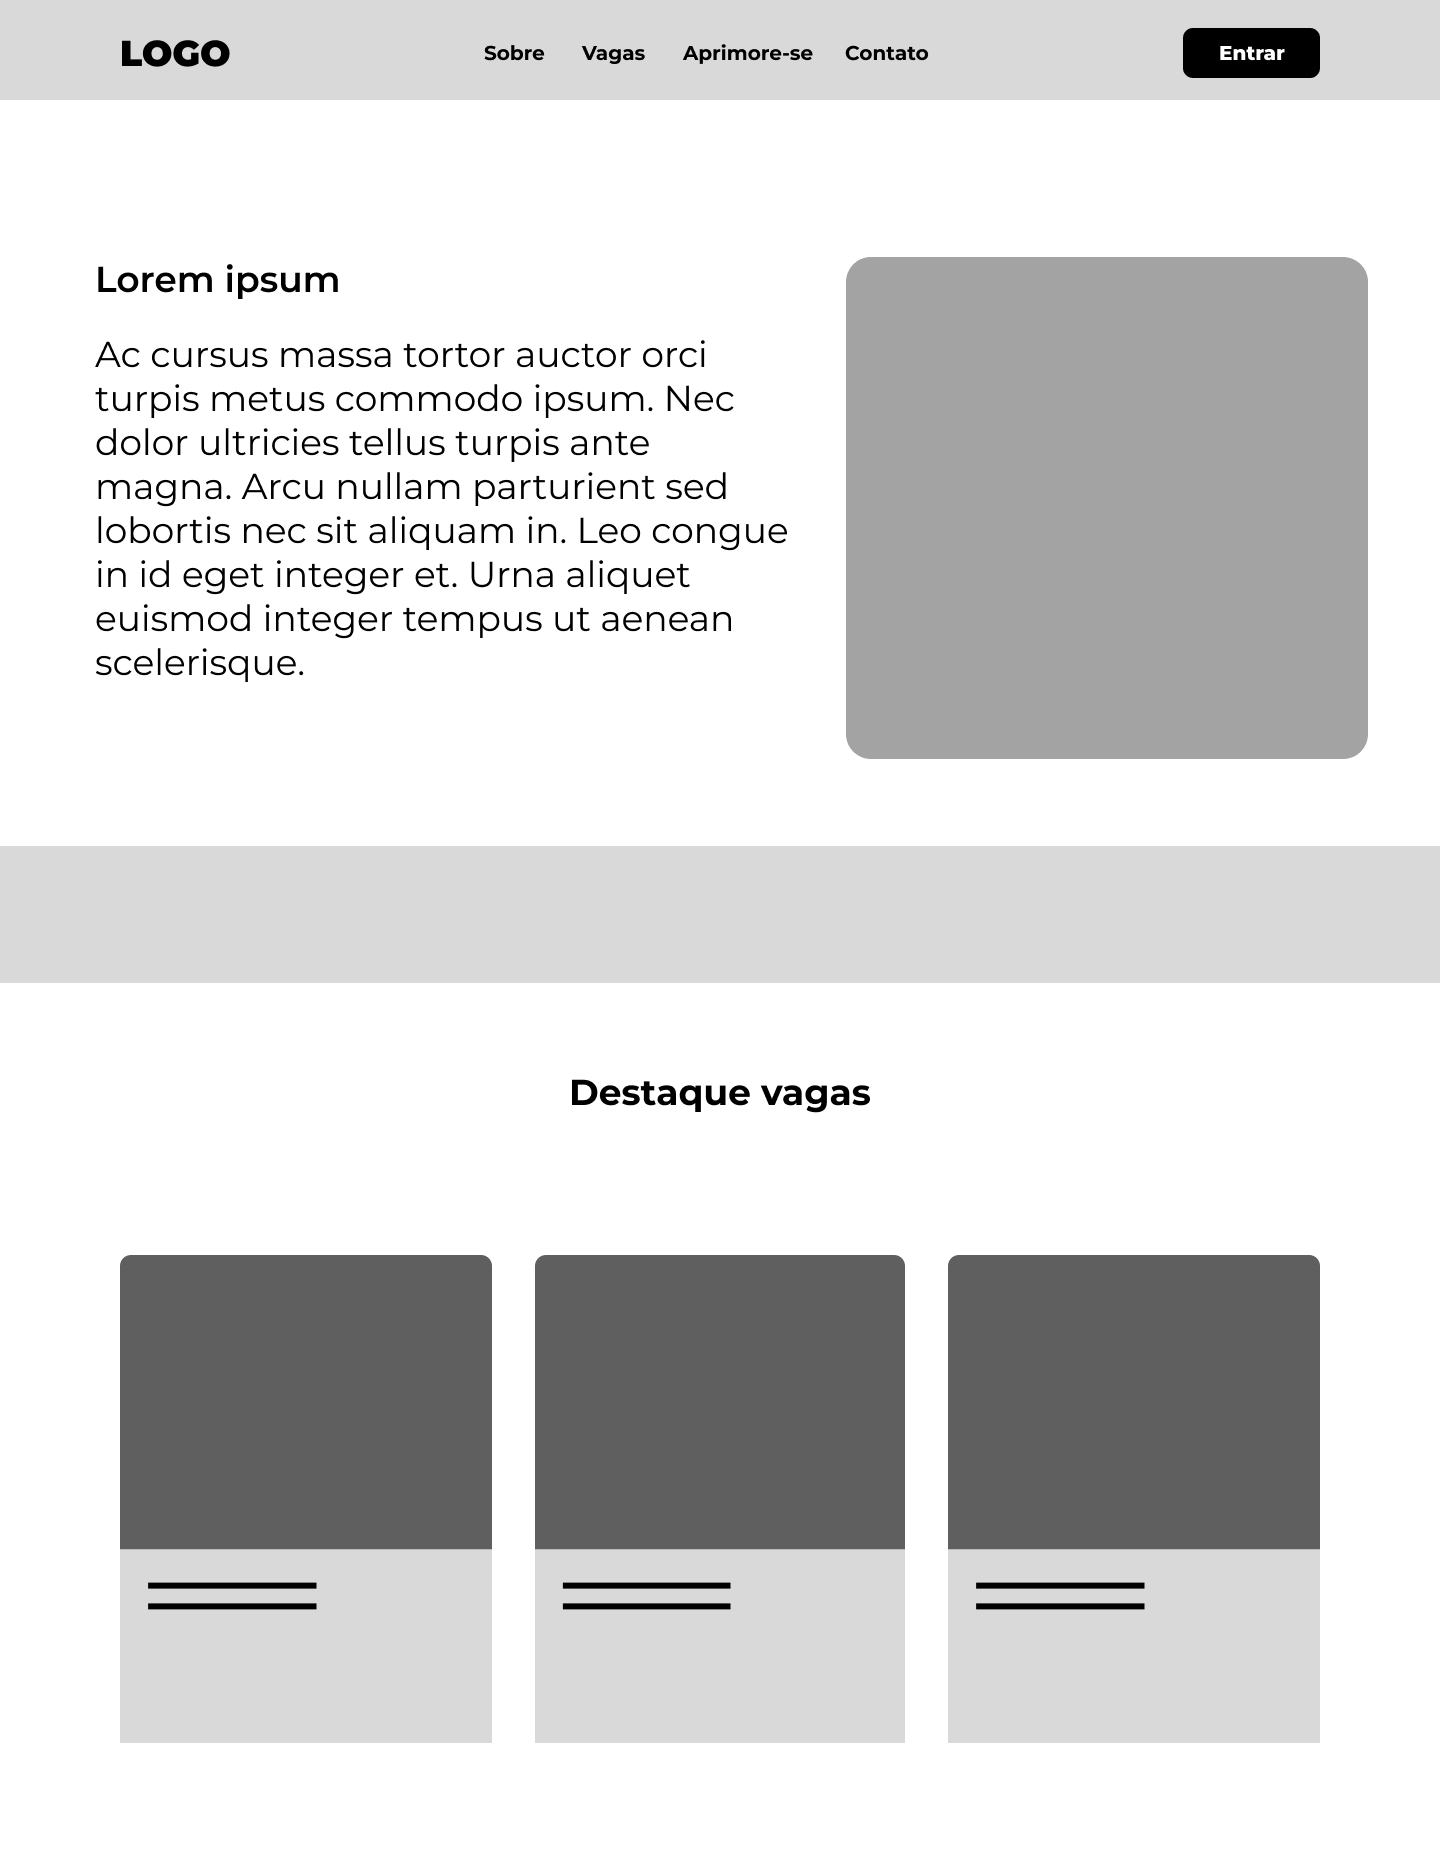 LOGO
Sobre Vagas Aprimore-se Contato
Entrar
Lorem ipsum
Ac cursus massa tortor auctor orci
turpis metus commodo ipsum. Nec
dolor ultricies tellus turpis ante
magna. Arcu nullam parturient sed
lobortis nec sit aliquam in. Leo congue
in id eget integer et. Urna aliquet
euismod integer tempus ut aenean
scelerisque.
Destaque vagas